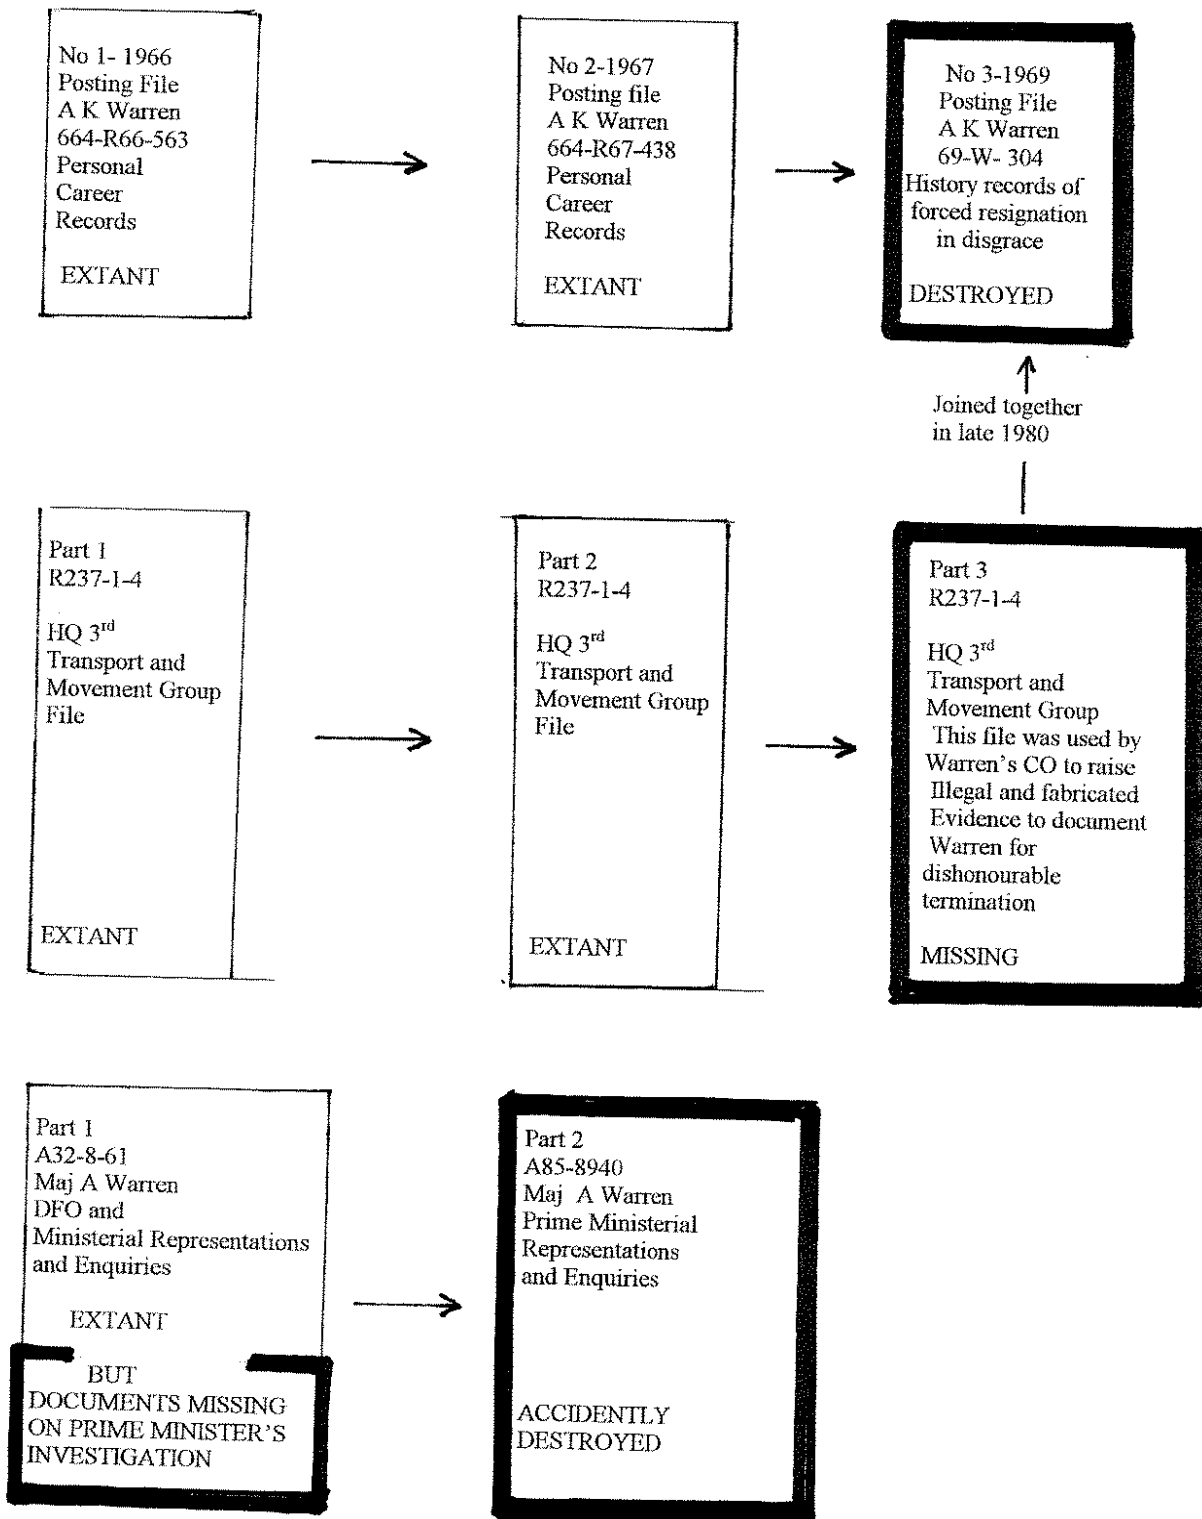 No 1- 1966
Posting File
A K Warren
664-R66-563
Personal
Career
Records
EXTANT
No 2-1967
Posting file
A K Warren
664-R67-438
Personal
Career
Records
EXTANT
No 3-1969
Posting File
A K Warren
69-W- 304
History records of
forced resignation
in disgrace
DESTROYED
Joined together
in late 1980
Part 1
R237-1-4
HQ 3rd
Transport and
Movement Group
File
EXTANT
Part 2
R237-1-4
HQ 3rd
Transport and
Movement Group
File
EXTANT
Part 3
R237-1-4
HQ 3rd
Transport and
Movement Group
This file was used by
Warren's CO to raise
Illegal and fabricated
Evidence to document
Warren for
dishonourable
termination
MISSING
Part 1
A32-8-61
Maj A Warren
DFO and
Ministerial Representations
and Enquiries
EXTANT
BUT
DOCUMENTS MISSING
ON PRIME MINISTER'S
INVESTIGATION
Part 2
A85-8940
Maj A Warren
Prime Ministerial
Representations
and Enquiries
ACCIDENTLY
DESTROYED